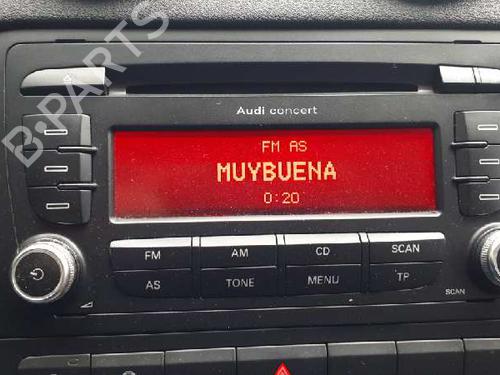 B-PARTS
Audi concert
FM AS
MUYBUENA
0:20
FM AM CD SCAN
AS TONE MENU TP
SCAN